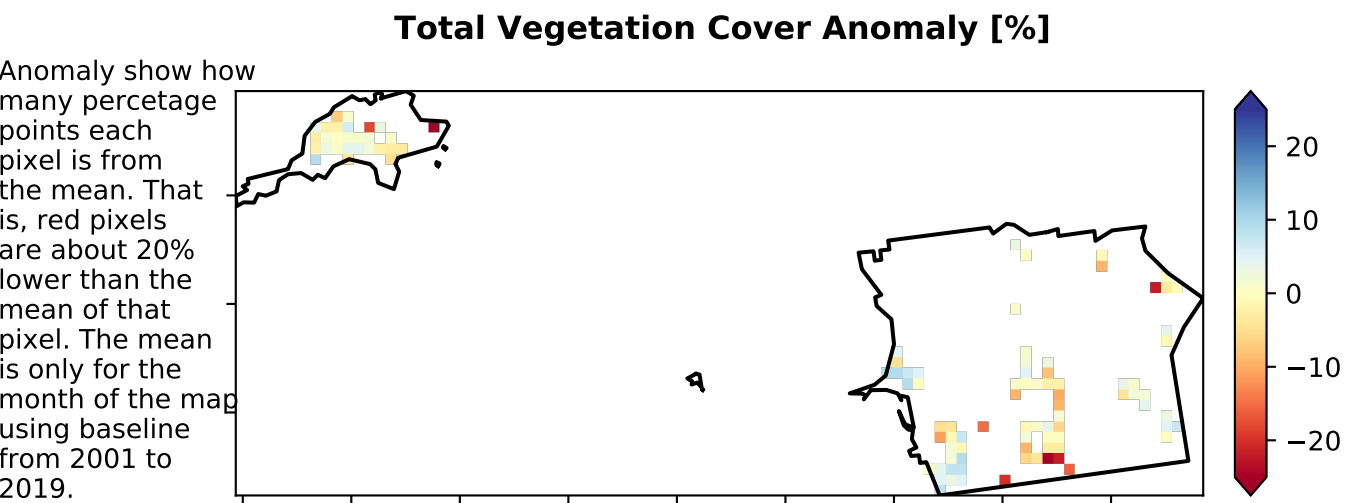 Total Vegetation Cover Anomaly [%]
Anomaly show how
many percetage
points each
pixel is from
the mean. That
is, red pixels
are about 20%
lower than the
mean of that
pixel. The mean
is only for the
month of the map
using baseline
from 2001 to
2019.
20
10
0
−10
−20